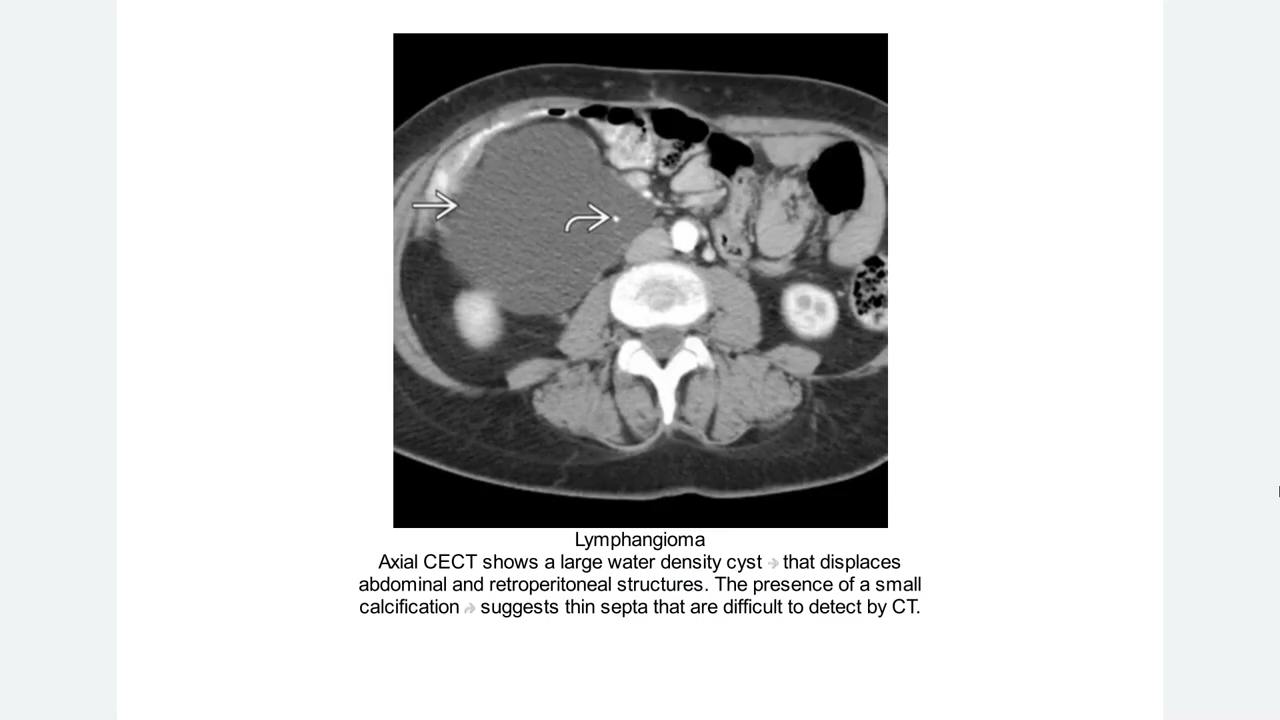 Lymphangioma
Axial CECT shows a large water density cyst that displaces
abdominal and retroperitoneal structures. The presence of a small
calcification suggests thin septa that are difficult to detect by CT.